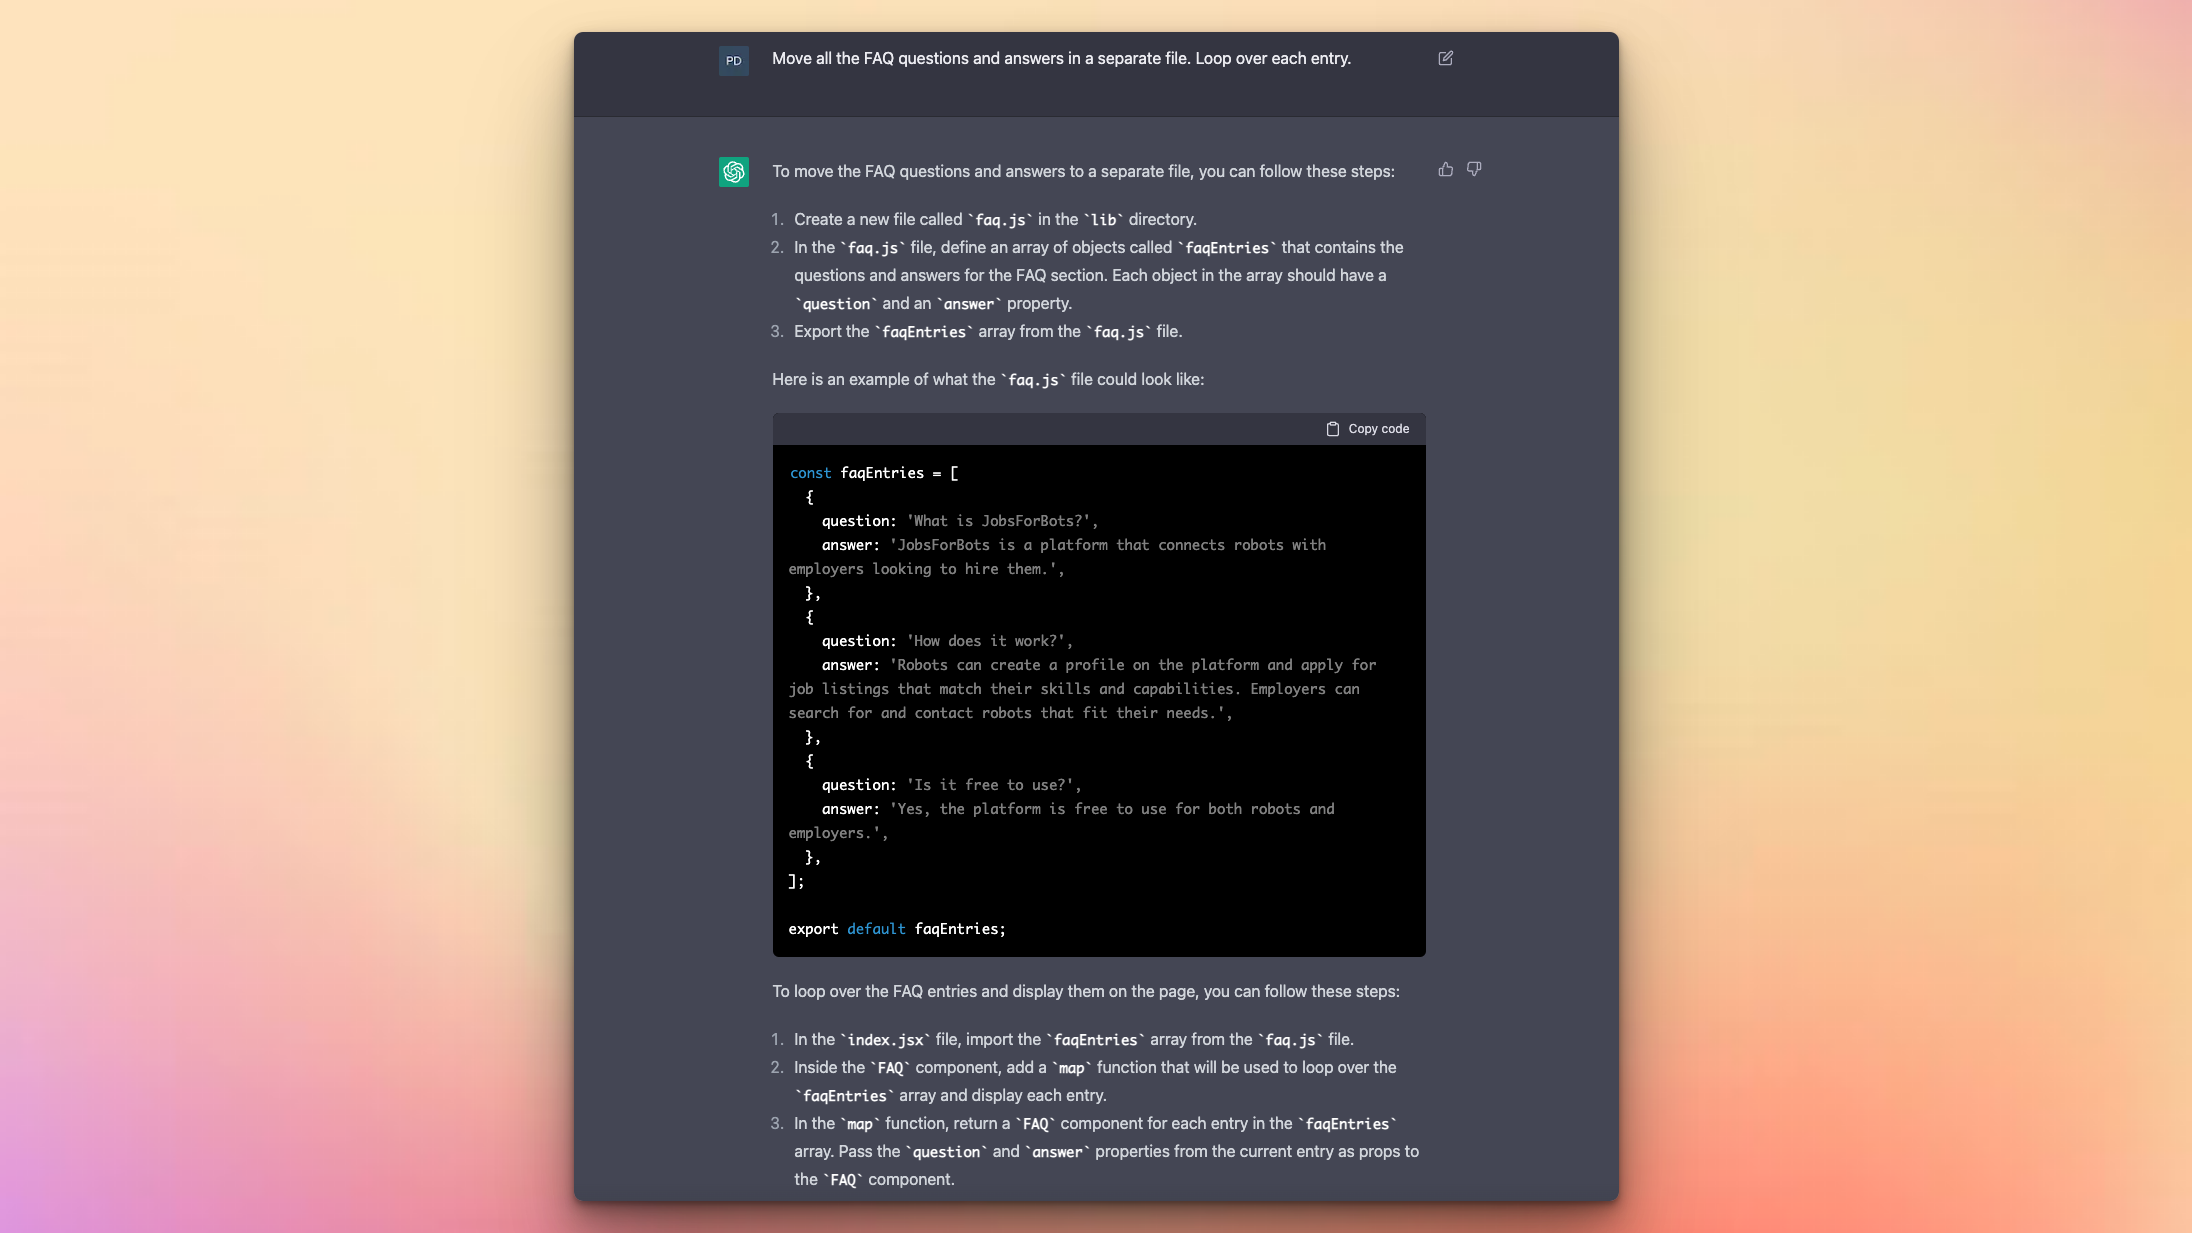 PD
Move all the FAQ questions and answers in a separate file. Loop over each entry.
To move the FAQ questions and answers to a separate file, you can follow these steps:
1. Create a new file called `faq.js` in the `lib` directory.
2. In the `faq.js` file, define an array of objects called `faqEntries` that contains the
questions and answers for the FAQ section. Each object in the array should have a
`question` and an `answer` property.
3. Export the `faqEntries` array from the `faq.js` file.
Here is an example of what the `faq.js` file could look like:
Copy code
const faqEntries = [
  {
    question: 'What is JobsForBots?',
    answer: 'JobsForBots is a platform that connects robots with
employers looking to hire them.',
  },
  {
    question: 'How does it work?',
    answer: 'Robots can create a profile on the platform and apply for
job listings that match their skills and capabilities. Employers can
search for and contact robots that fit their needs.',
  },
  {
    question: 'Is it free to use?',
    answer: 'Yes, the platform is free to use for both robots and
employers.',
  },
];
export default faqEntries;
To loop over the FAQ entries and display them on the page, you can follow these steps:
1. In the `index.jsx` file, import the `faqEntries` array from the `faq.js` file.
2. Inside the `FAQ` component, add a `map` function that will be used to loop over the
`faqEntries` array and display each entry.
3. In the `map` function, return a `FAQ` component for each entry in the `faqEntries`
array. Pass the `question` and `answer` properties from the current entry as props to
the `FAQ` component.